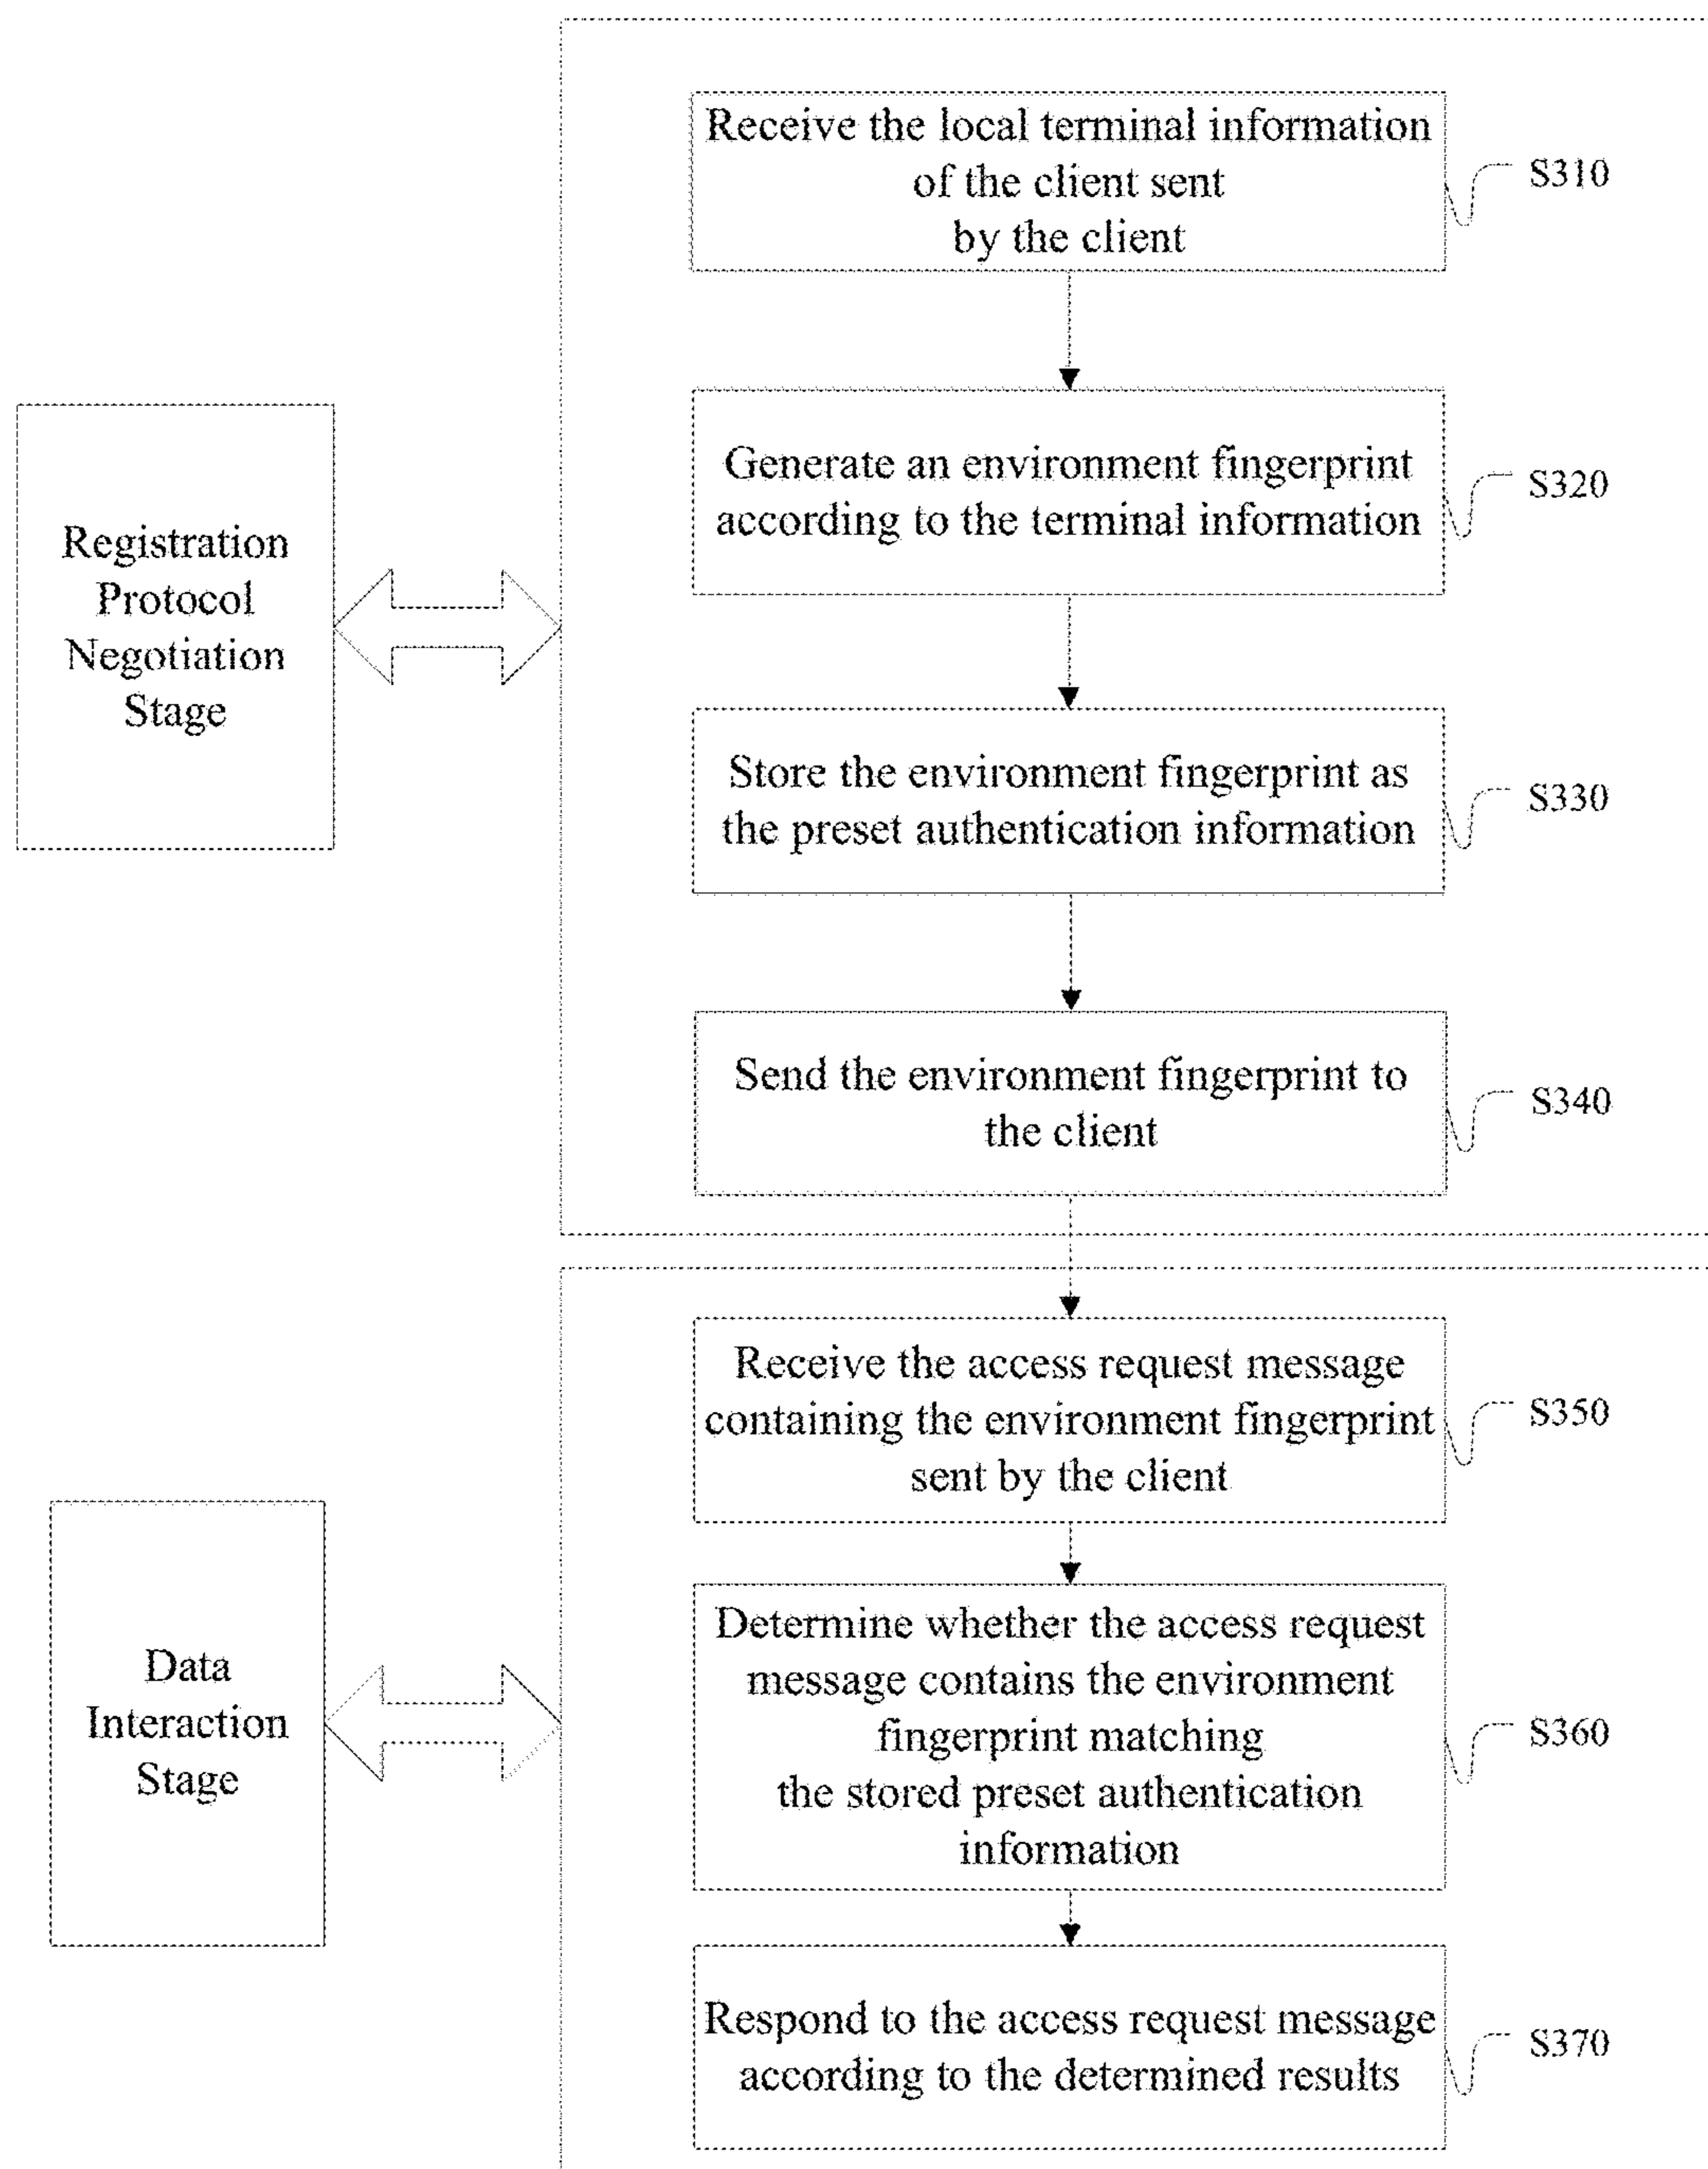 Receive the local terminal information
of the client sent
by the client
S310
Generate an environment fingerprint
according to the terminal information
S320
Registration
Protocol
Negotiation
Stage
Store the environment fingerprint as
the preset authentication information
S330
Send the environment fingerprint to
the client
S340
Receive the access request message
containing the environment fingerprint
sent by the client
S350
Determine whether the access request
message contains the environment
fingerprint matching
the stored preset authentication
information
S360
Data
Interaction
Stage
Respond to the access request message
according to the determined results
S370